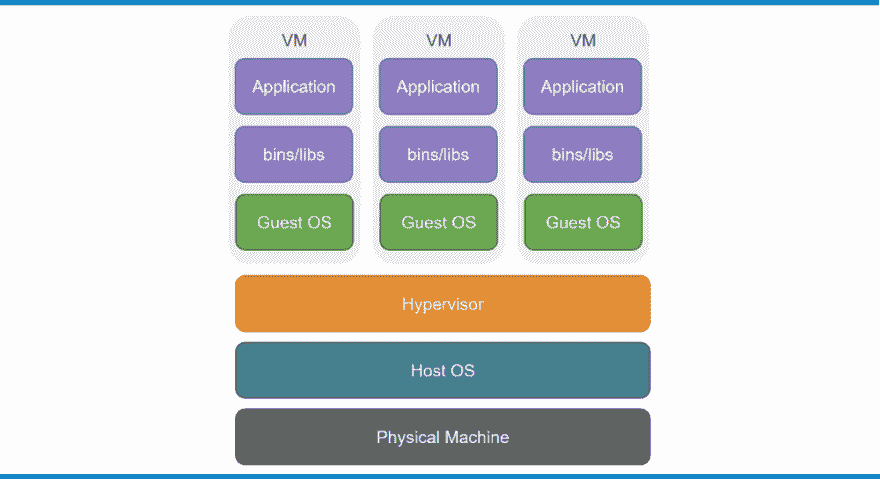 VM VM VM
Application Application Application
bins/libs bins/libs bins/libs
Guest OS Guest OS Guest OS
Hypervisor
Host OS
Physical Machine